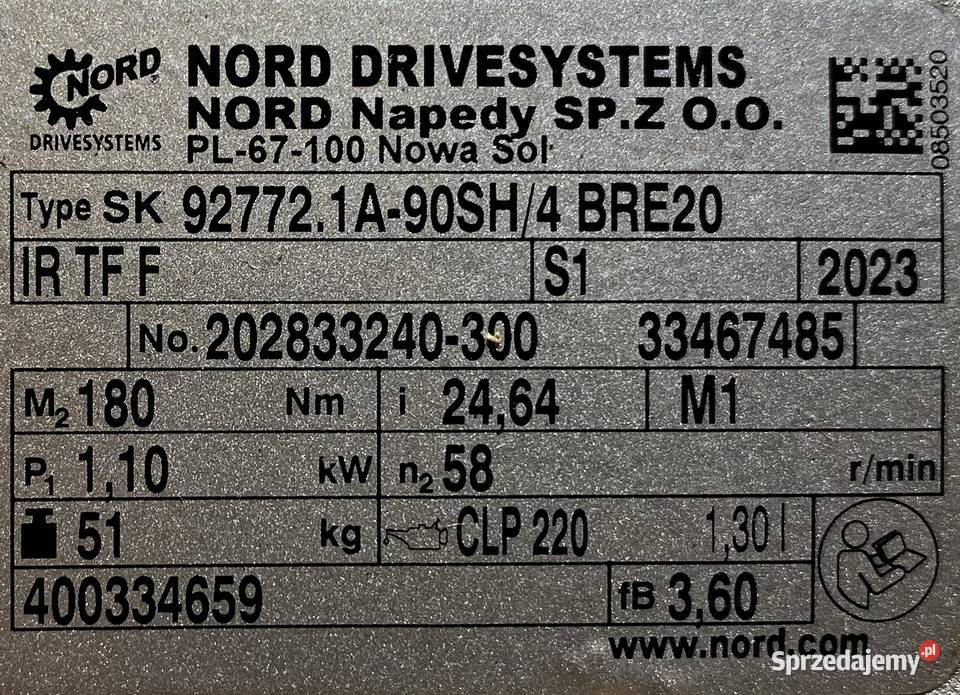 NORD
DRIVESYSTEMS
NORD DRIVESYSTEMS
NORD Napedy SP.Z O.O.
PL-67-100 Nowa Sol
08503520
Type SK 92772.1A-90SH/4 BRE20
IR TF F S1 2023
No. 202833240-300 33467485
M2 180 Nm i 24,64 M1
P1 1,10 kW n2 58 r/min
51 kg CLP 220 1,30 l
400334659 fB 3,60
www.nord.com
Sprzedajemy.pl